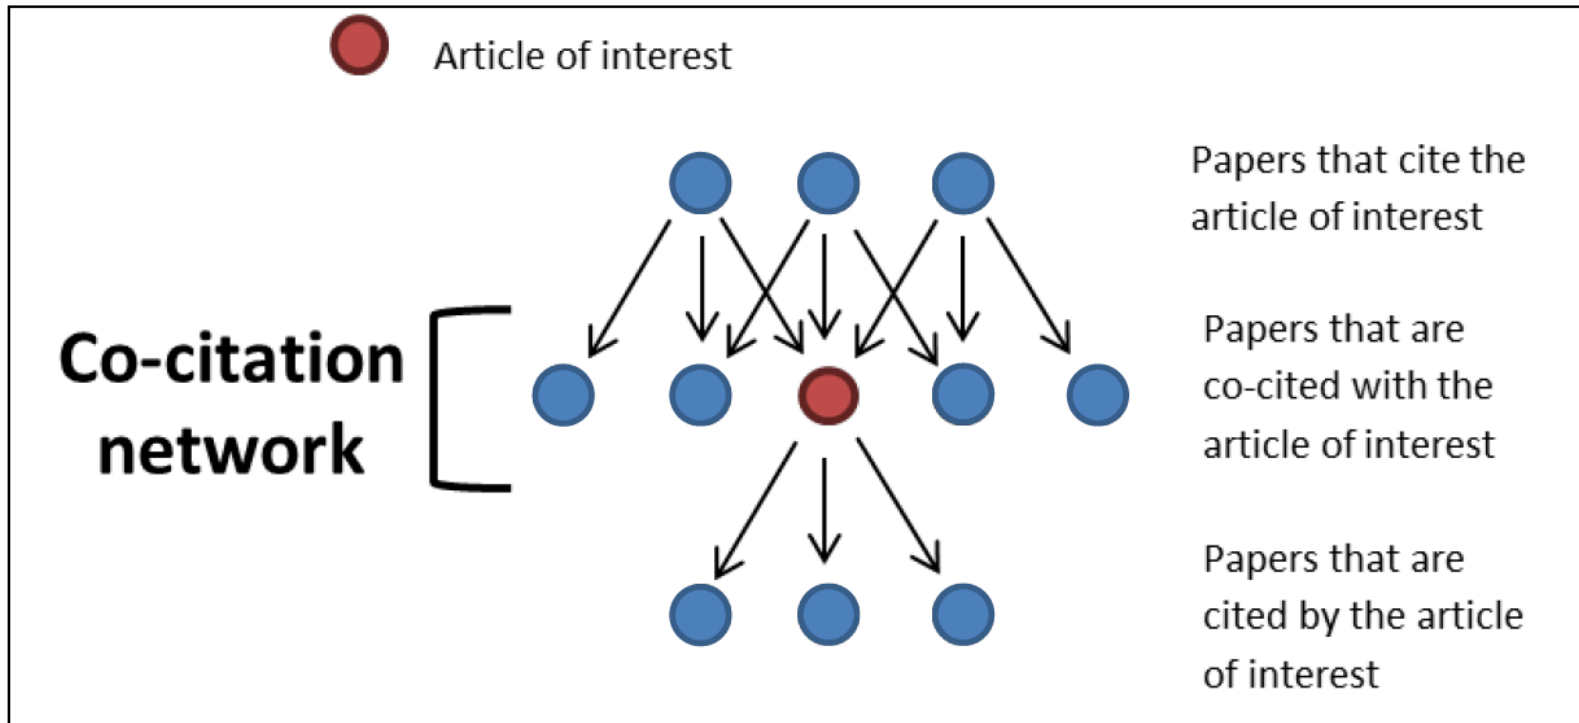 Article of interest
Papers that cite the
article of interest
Co-citation
network
Papers that are
co-cited with the
article of interest
Papers that are
cited by the article
of interest